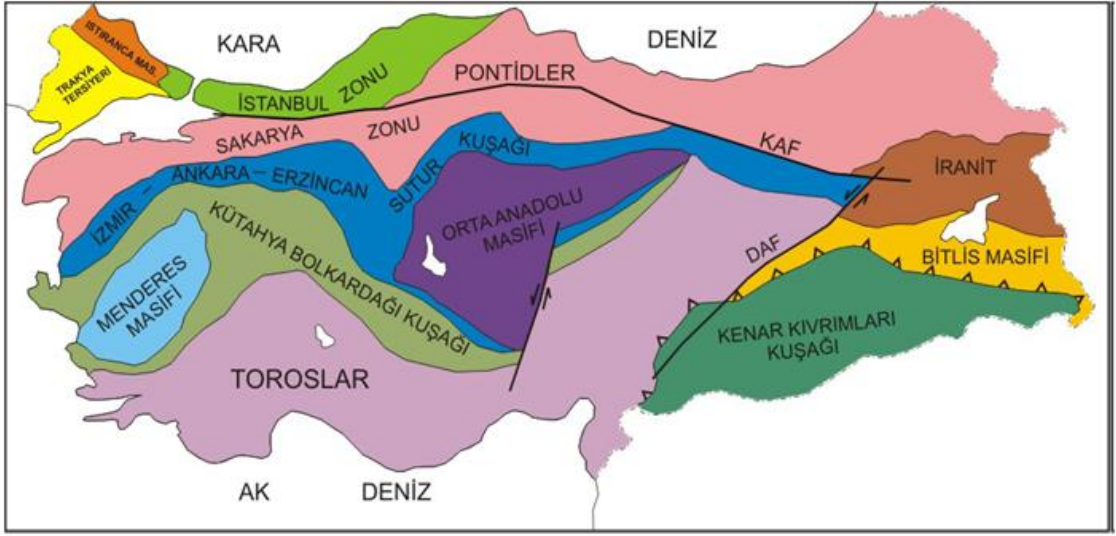 KARA
DENİZ
ISTIRANCA MAS.
TRAKYA
TERSİYERİ
İSTANBUL ZONU
PONTİDLER
SAKARYA ZONU
KAF
İZMİR – ANKARA – ERZİNCAN SUTUR KUŞAĞI
İRANİT
ORTA ANADOLU
MASİFİ
KÜTAHYA BOLKARDAĞI KUŞAĞI
DAF
BİTLİS MASİFİ
MENDERES
MASİFİ
KENAR KIVRIMLARI
KUŞAĞI
TOROSLAR
AK DENİZ